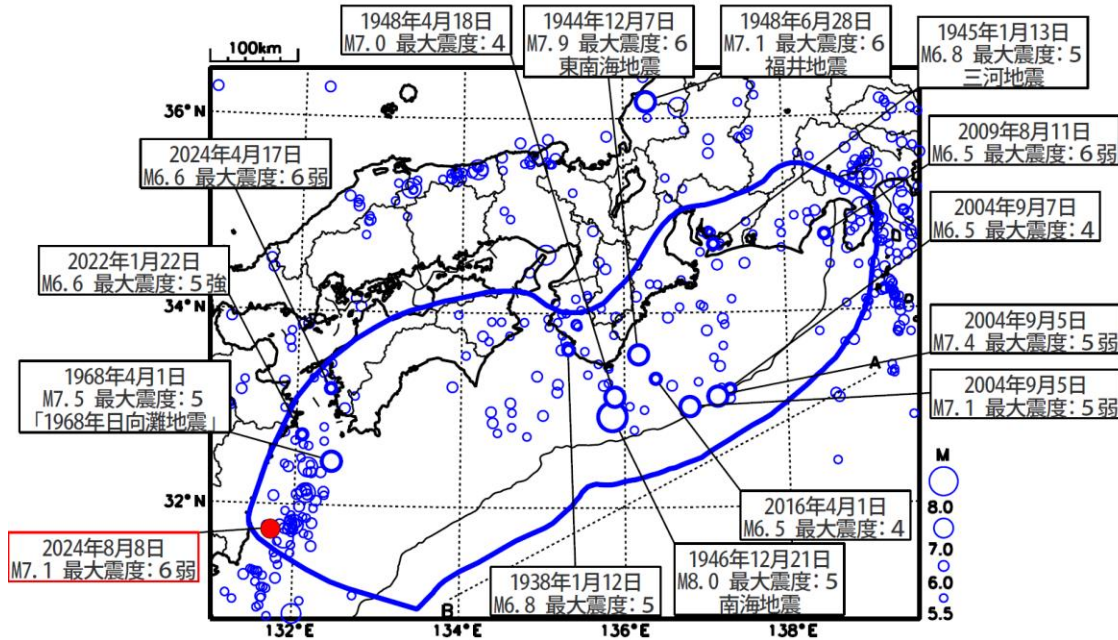 1948年4月18日
M7.0 最大震度:4
1944年12月7日
M7.9 最大震度:6
東南海地震
1948年6月28日
M7.1 最大震度:6
福井地震
1945年1月13日
M6.8 最大震度:5
三河地震
100km
36°N
2024年4月17日
M6.6 最大震度:6弱
2009年8月11日
M6.5 最大震度:6弱
2004年9月7日
M6.5 最大震度:4
2022年1月22日
M6.6 最大震度:5強
34°N
2004年9月5日
M7.4 最大震度:5弱
A
1968年4月1日
M7.5 最大震度:5
「1968年日向灘地震」
2004年9月5日
M7.1 最大震度:5弱
M
8.0
7.0
6.0
5.5
32°N
2016年4月1日
M6.5 最大震度:4
2024年8月8日
M7.1 最大震度:6弱
1938年1月12日
M6.8 最大震度:5
1946年12月21日
M8.0 最大震度:5
南海地震
B
132°E
134°E
136°E
138°E